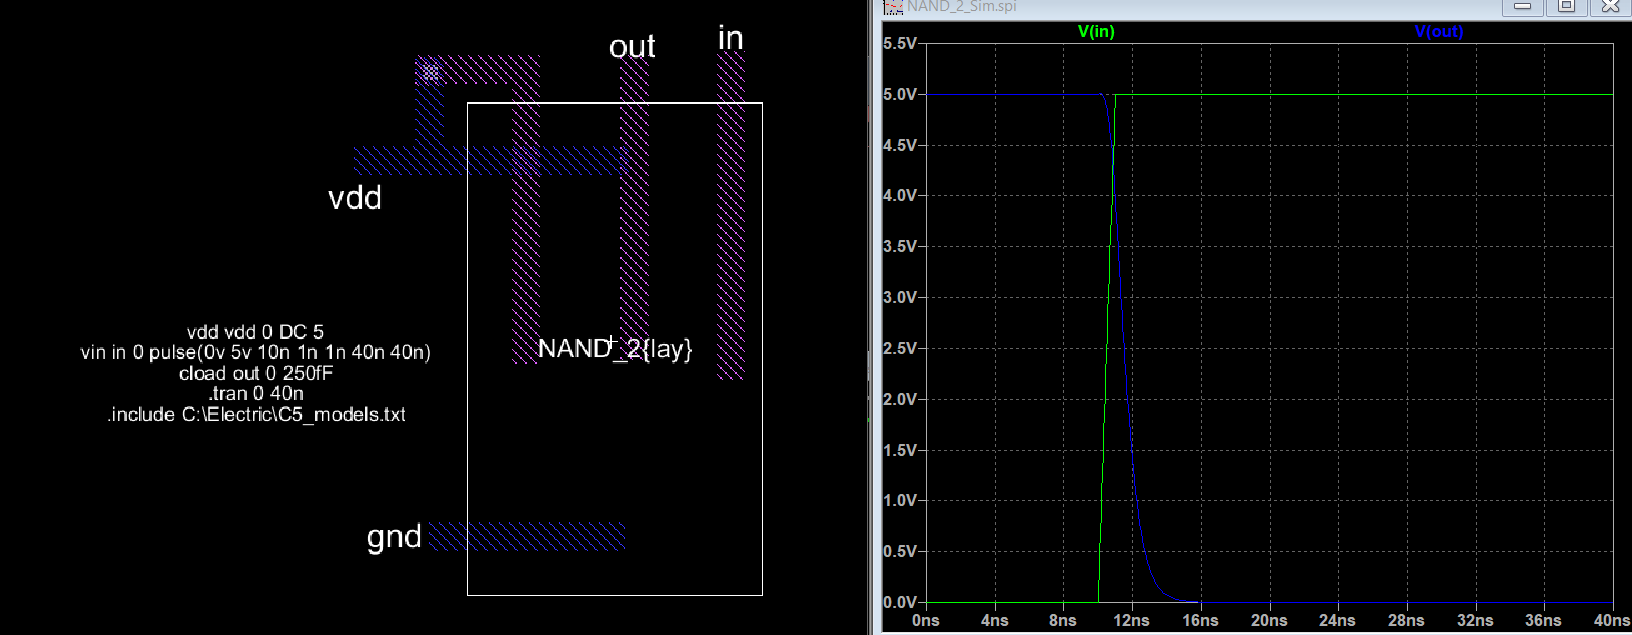 out
in
vdd
vdd vdd 0 DC 5
vin in 0 pulse(0v 5v 10n 1n 1n 40n 40n)
cload out 0 250fF
.tran 0 40n
.include C:\Electric\C5_models.txt
NAND_2{lay}
gnd
NAND_2_Sim.spi
V(in)
V(out)
5.5V
5.0V
4.5V
4.0V
3.5V
3.0V
2.5V
2.0V
1.5V
1.0V
0.5V
0.0V
0ns
4ns
8ns
12ns
16ns
20ns
24ns
28ns
32ns
36ns
40ns